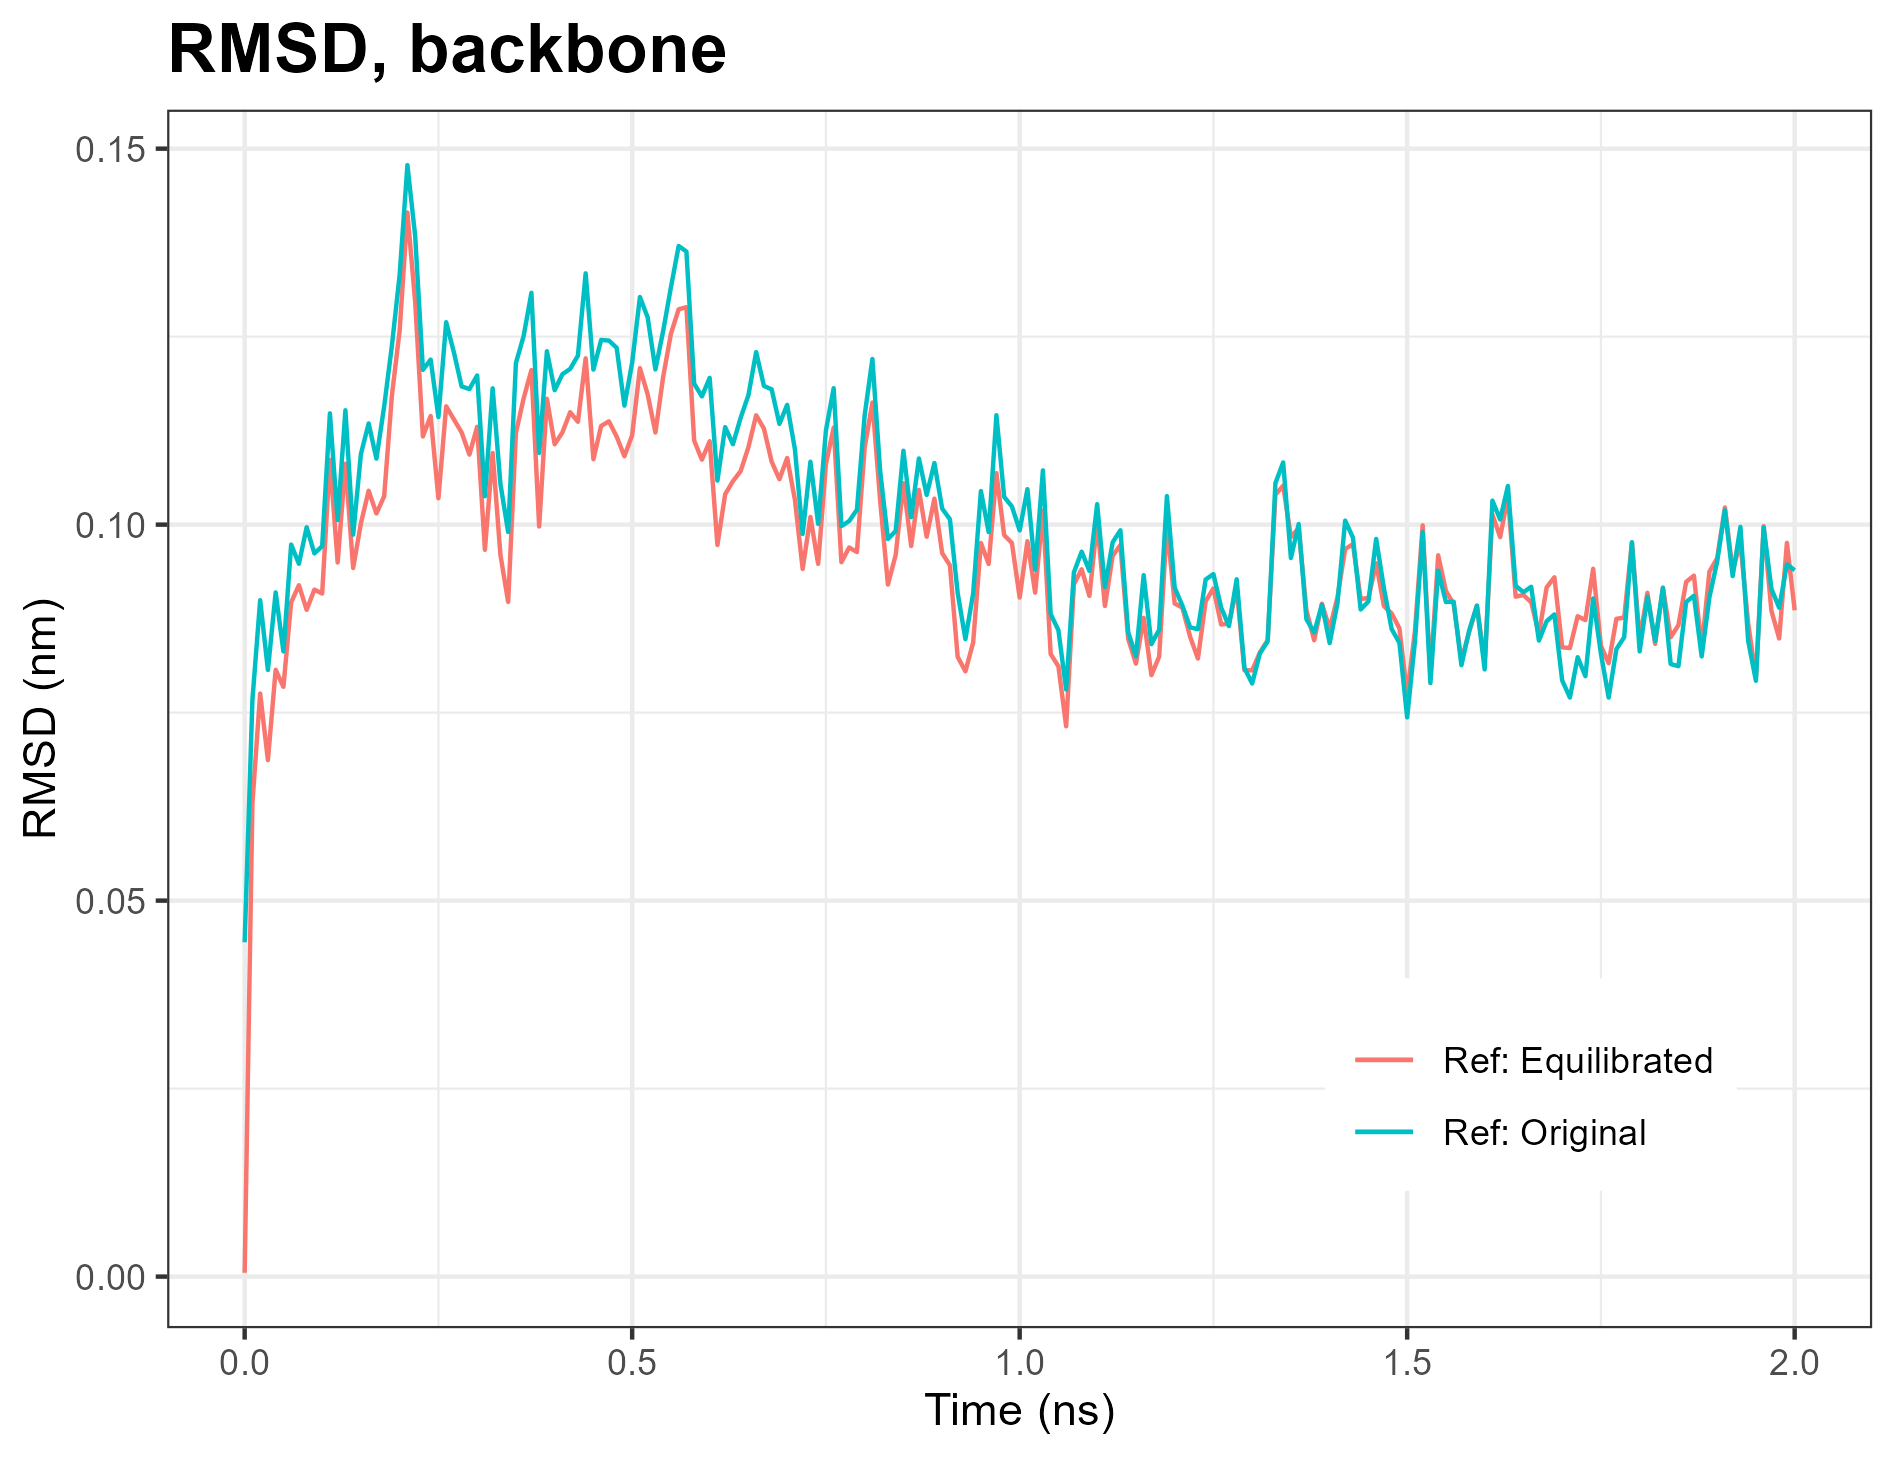 RMSD, backbone
0.15
0.10
0.05
0.00
RMSD (nm)
Ref: Equilibrated
Ref: Original
0.0 0.5 1.0 1.5 2.0
Time (ns)